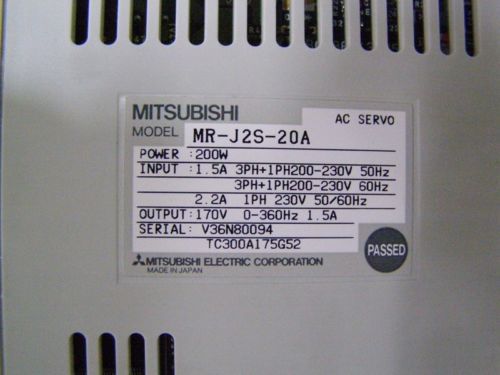 MITSUBISHI
AC SERVO
MODEL MR-J2S-20A
POWER :200W
INPUT :1.5A 3PH+1PH200-230V 50Hz
3PH+1PH200-230V 60Hz
2.2A 1PH 230V 50/60Hz
OUTPUT:170V 0-360Hz 1.5A
SERIAL: V36N80094
TC300A175G52
PASSED
MITSUBISHI ELECTRIC CORPORATION
MADE IN JAPAN